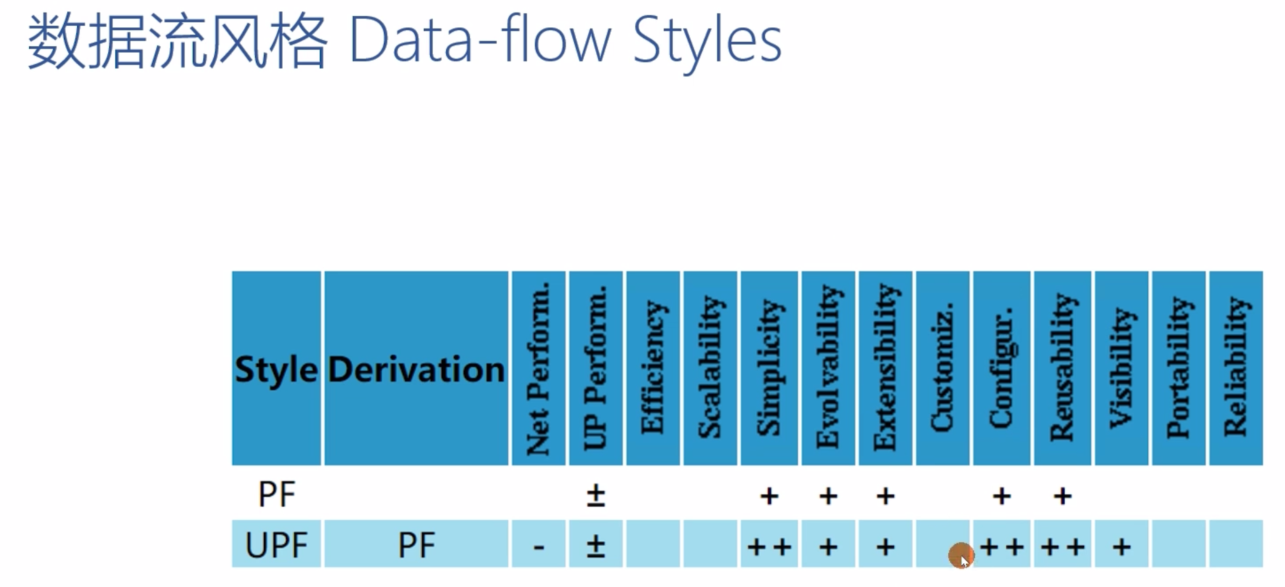 数据流风格 Data-flow Styles
Style Derivation Net Perform. UP Perform. Efficiency Scalability Simplicity Evolvability Extensibility Customiz. Configur. Reusability Visibility Portability Reliability
PF ± + + + + +
UPF PF - ± ++ + + ++ ++ +